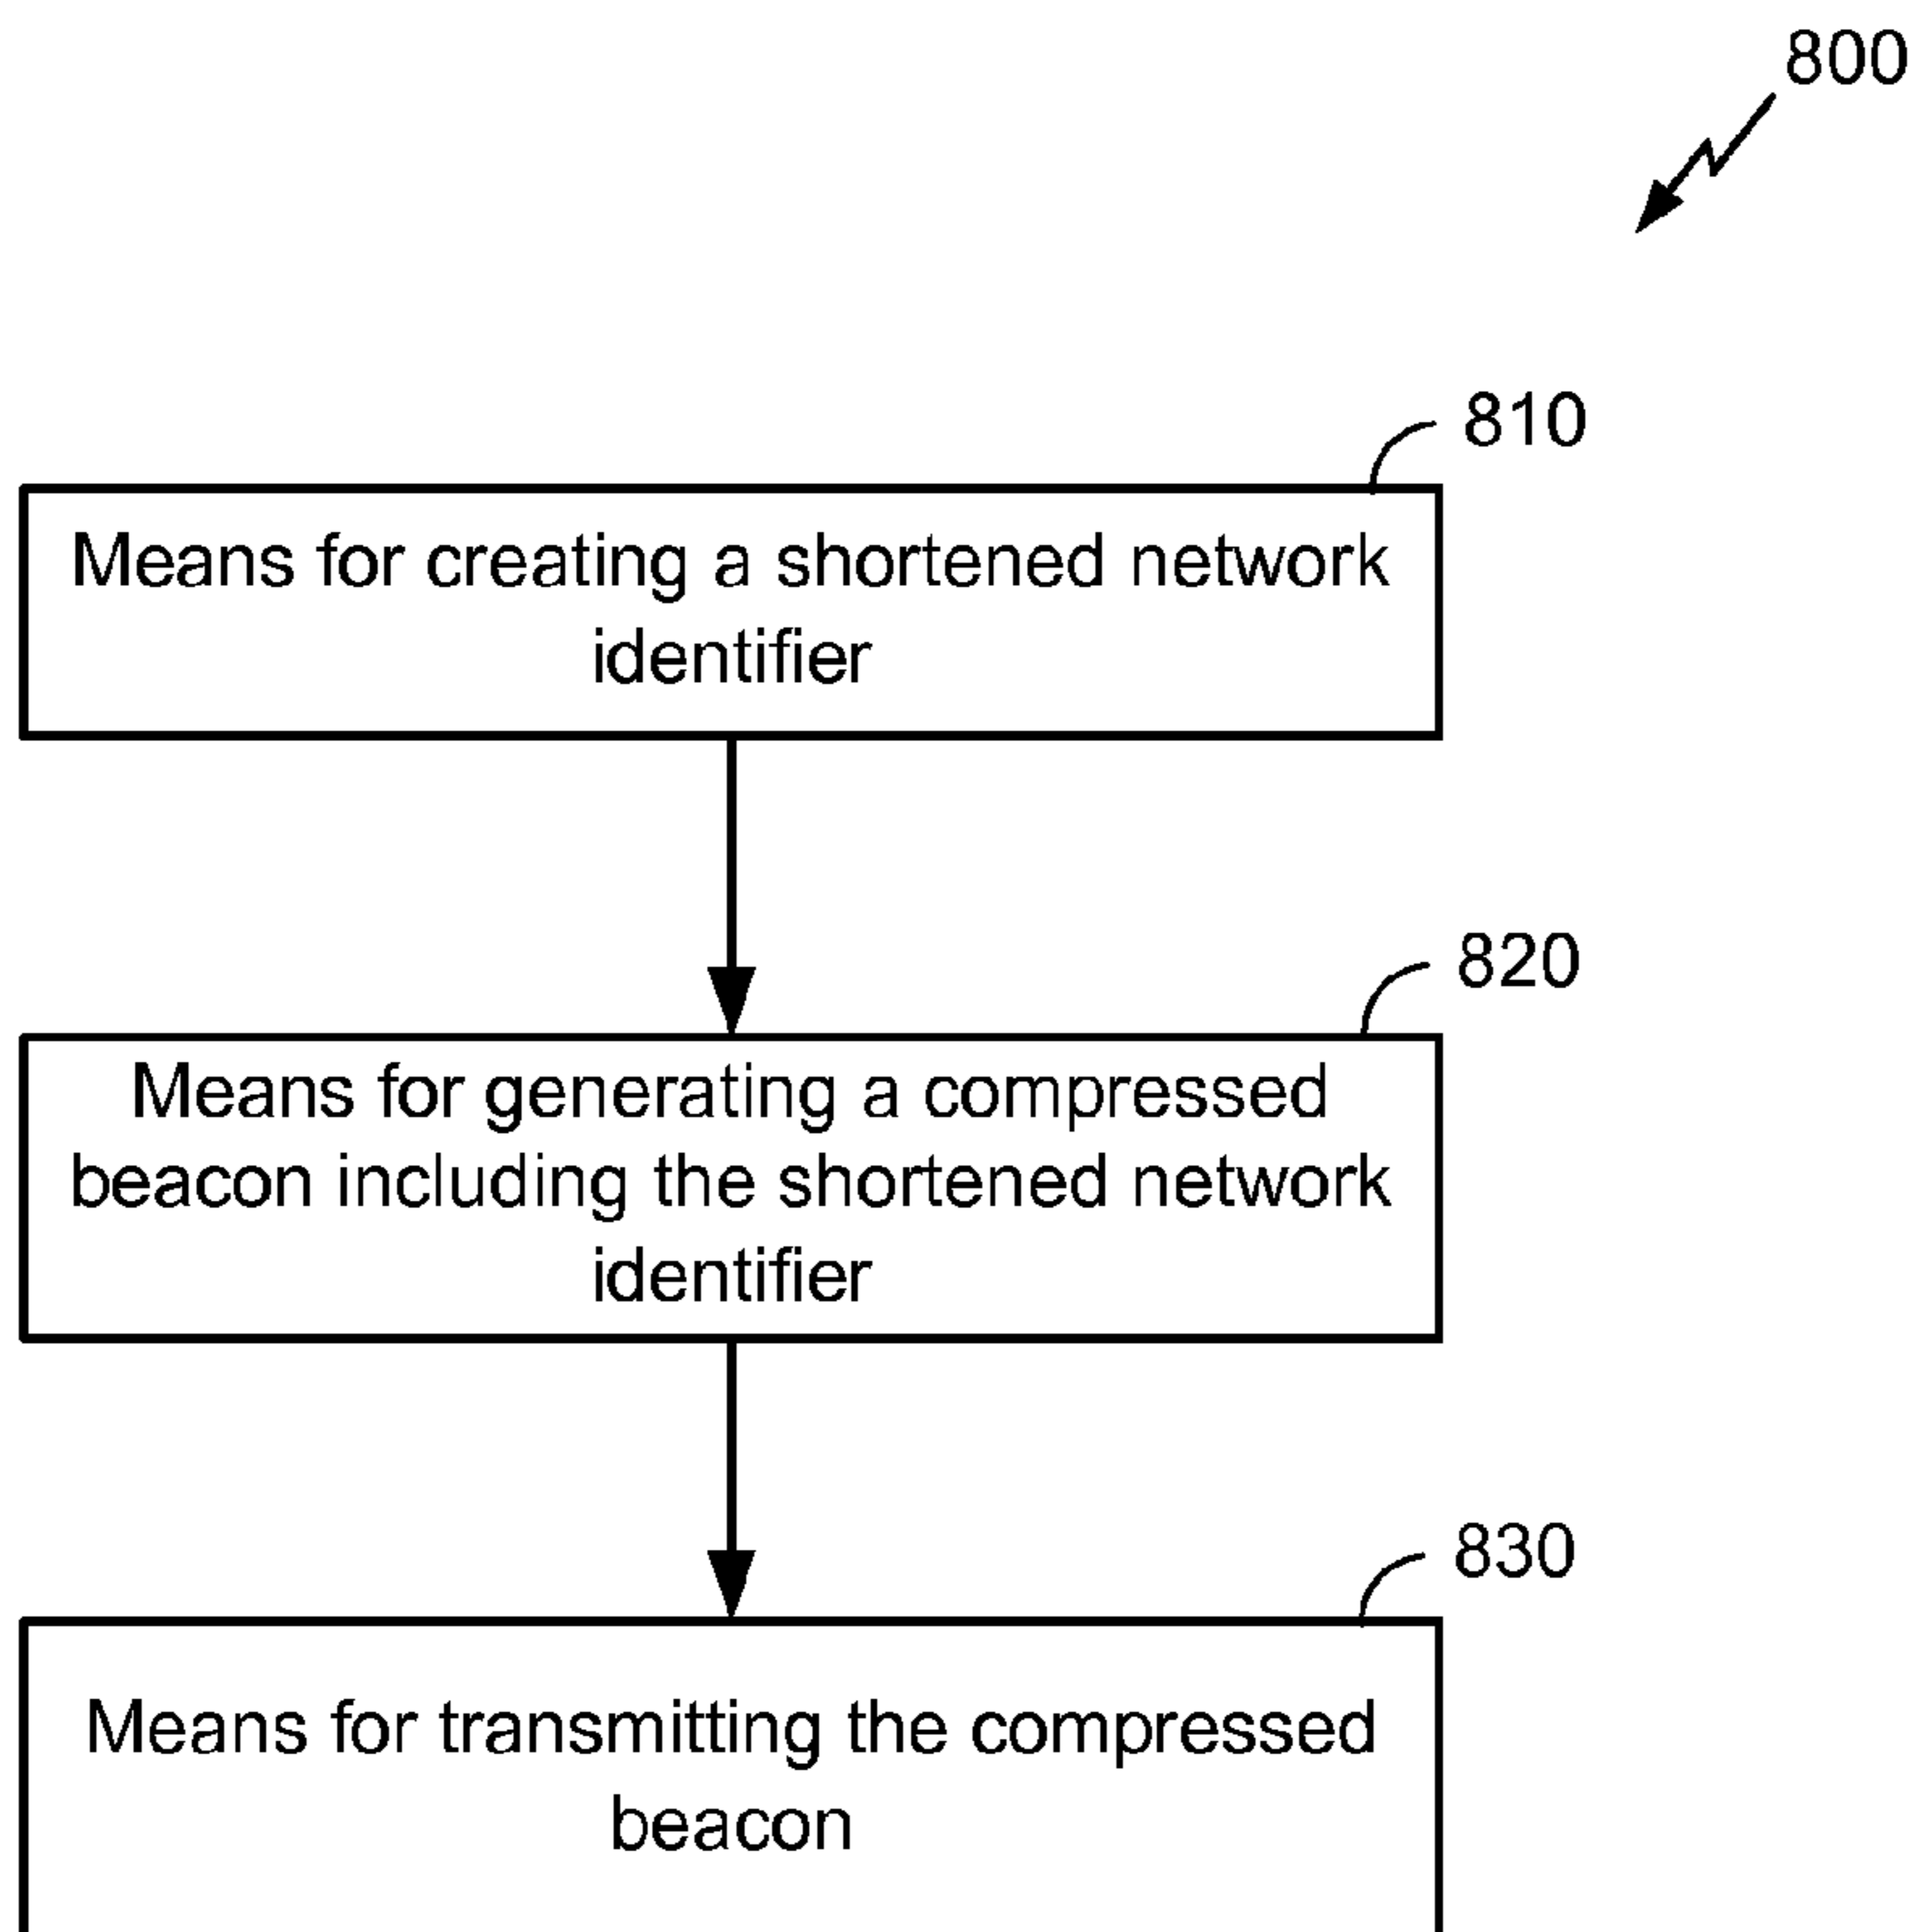 800
810
Means for creating a shortened network
identifier
820
Means for generating a compressed
beacon including the shortened network
identifier
830
Means for transmitting the compressed
beacon